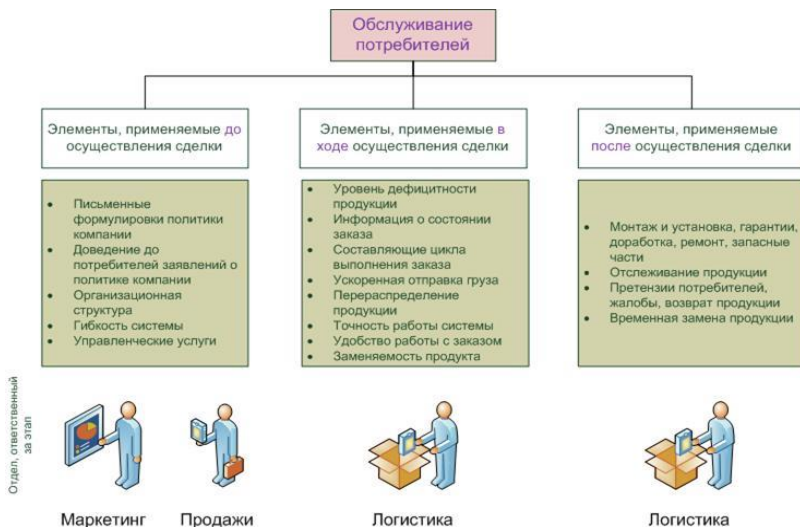 Обслуживание
потребителей
Элементы, применяемые до
осуществления сделки
Элементы, применяемые в
ходе осуществления сделки
Элементы, применяемые
после осуществления сделки
• Письменные
формулировки политики
компании
• Доведение до
потребителей заявлений о
политике компании
• Организационная
структура
• Гибкость системы
• Управленческие услуги
• Уровень дефицитности
продукции
• Информация о состоянии
заказа
• Составляющие цикла
выполнения заказа
• Ускоренная отправка груза
• Перераспределение
продукции
• Точность работы системы
• Удобство работы с заказом
• Заменяемость продукта
• Монтаж и установка, гарантии,
доработка, ремонт, запасные
части
• Отслеживание продукции
• Претензии потребителей,
жалобы, возврат продукции
• Временная замена продукции
Отдел, ответственный
за этап
Маркетинг
Продажи
Логистика
Логистика